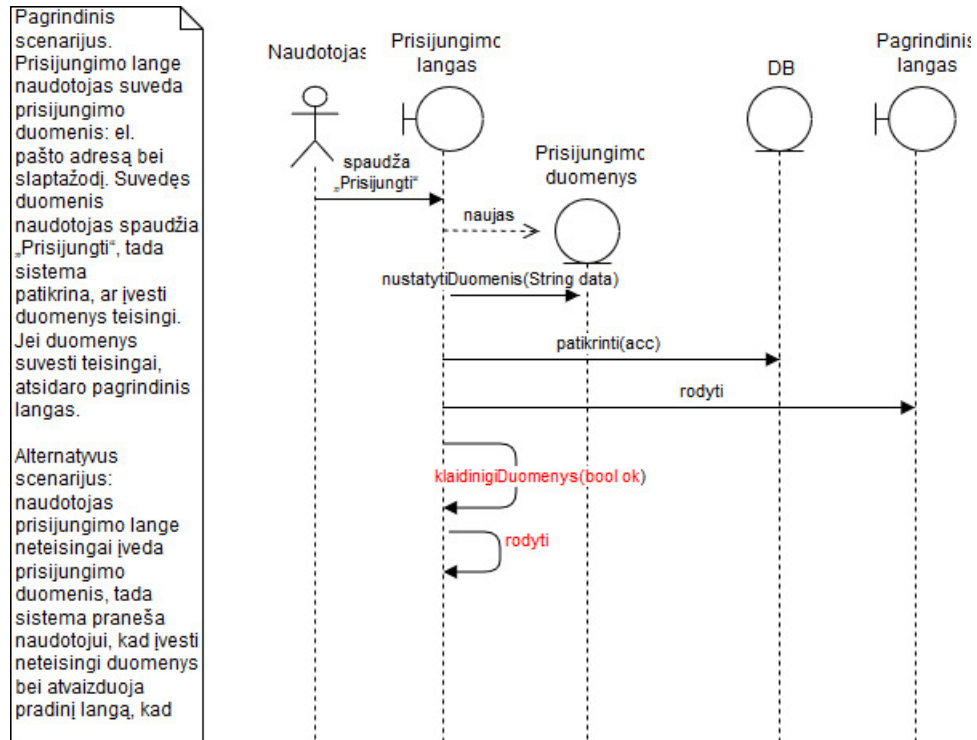 Pagrindinis
scenarijus.
Prisijungimo lange
naudotojas suveda
prisijungimo
duomenis: el.
pašto adresą bei
slaptažodį. Suvedęs
duomenis
naudotojas spaudžia
„Prisijungti“, tada
sistema
patikrina, ar įvesti
duomenys teisingi.
Jei duomenys
suvesti teisingai,
atsidaro pagrindinis
langas.
Alternatyvus
scenarijus:
naudotojas
prisijungimo lange
neteisingai įveda
prisijungimo
duomenis, tada
sistema praneša
naudotojui, kad įvesti
neteisingi duomenys
bei atvaizduoja
pradinį langą, kad
Naudotojas
Prisijungimo
langas
DB
Pagrindinis
langas
Prisijungimo
duomenys
spaudža
„Prisijungti“
naujas
nustatytiDuomenis(String data)
patikrinti(acc)
rodyti
klaidinigiDuomenys(bool ok)
rodyti